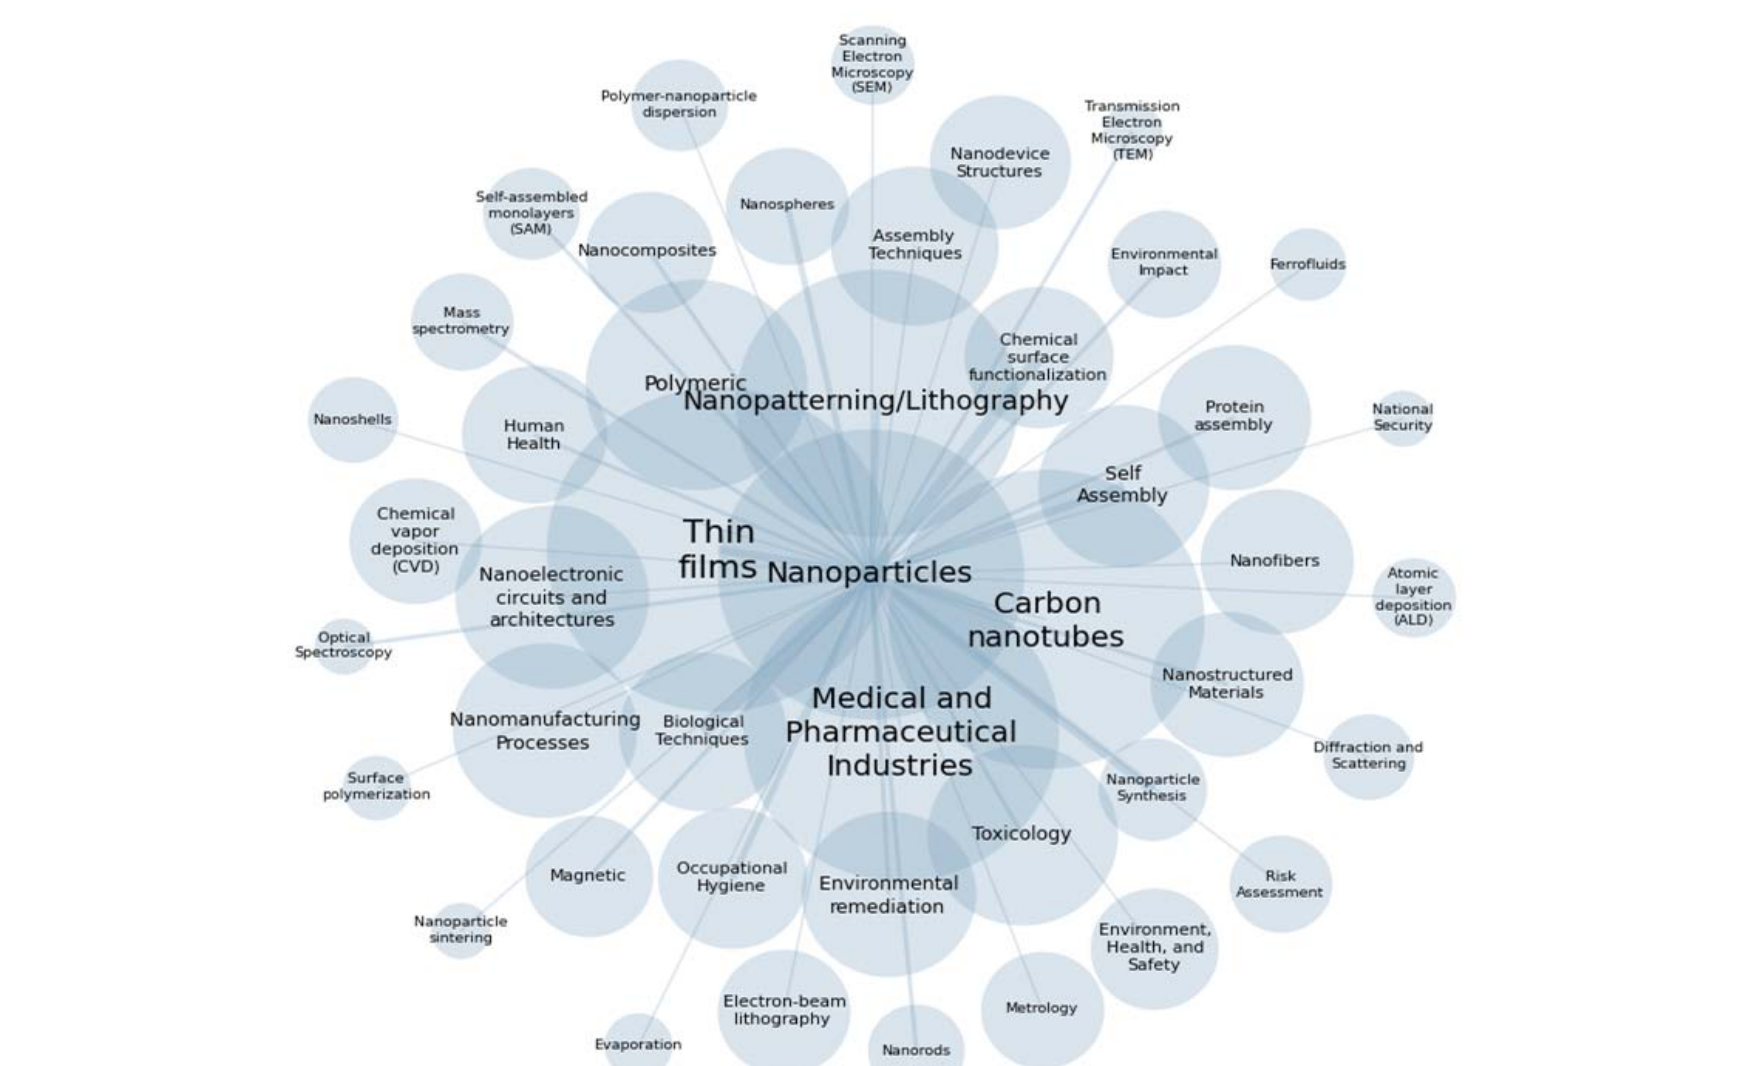 Scanning
Electron
Microscopy
(SEM)
Polymer-nanoparticle
dispersion
Transmission
Electron
Microscopy
(TEM)
Nanodevice
Structures
Self-assembled
monolayers
(SAM)
Nanospheres
Nanocomposites
Assembly
Techniques
Environmental
Impact
Ferrofluids
Mass
spectrometry
Chemical
surface
functionalization
Polymeric
Nanopatterning/Lithography
Nanoshells
Human
Health
Protein
assembly
National
Security
Self
Assembly
Chemical
vapor
deposition
(CVD)
Thin
films
Nanoparticles
Nanofibers
Nanoelectronic
circuits and
architectures
Carbon
nanotubes
Atomic
layer
deposition
(ALD)
Optical
Spectroscopy
Nanostructured
Materials
Nanomanufacturing
Processes
Biological
Techniques
Medical and
Pharmaceutical
Industries
Diffraction and
Scattering
Surface
polymerization
Nanoparticle
Synthesis
Toxicology
Magnetic
Occupational
Hygiene
Environmental
remediation
Risk
Assessment
Nanoparticle
sintering
Environment,
Health, and
Safety
Electron-beam
lithography
Metrology
Evaporation
Nanorods